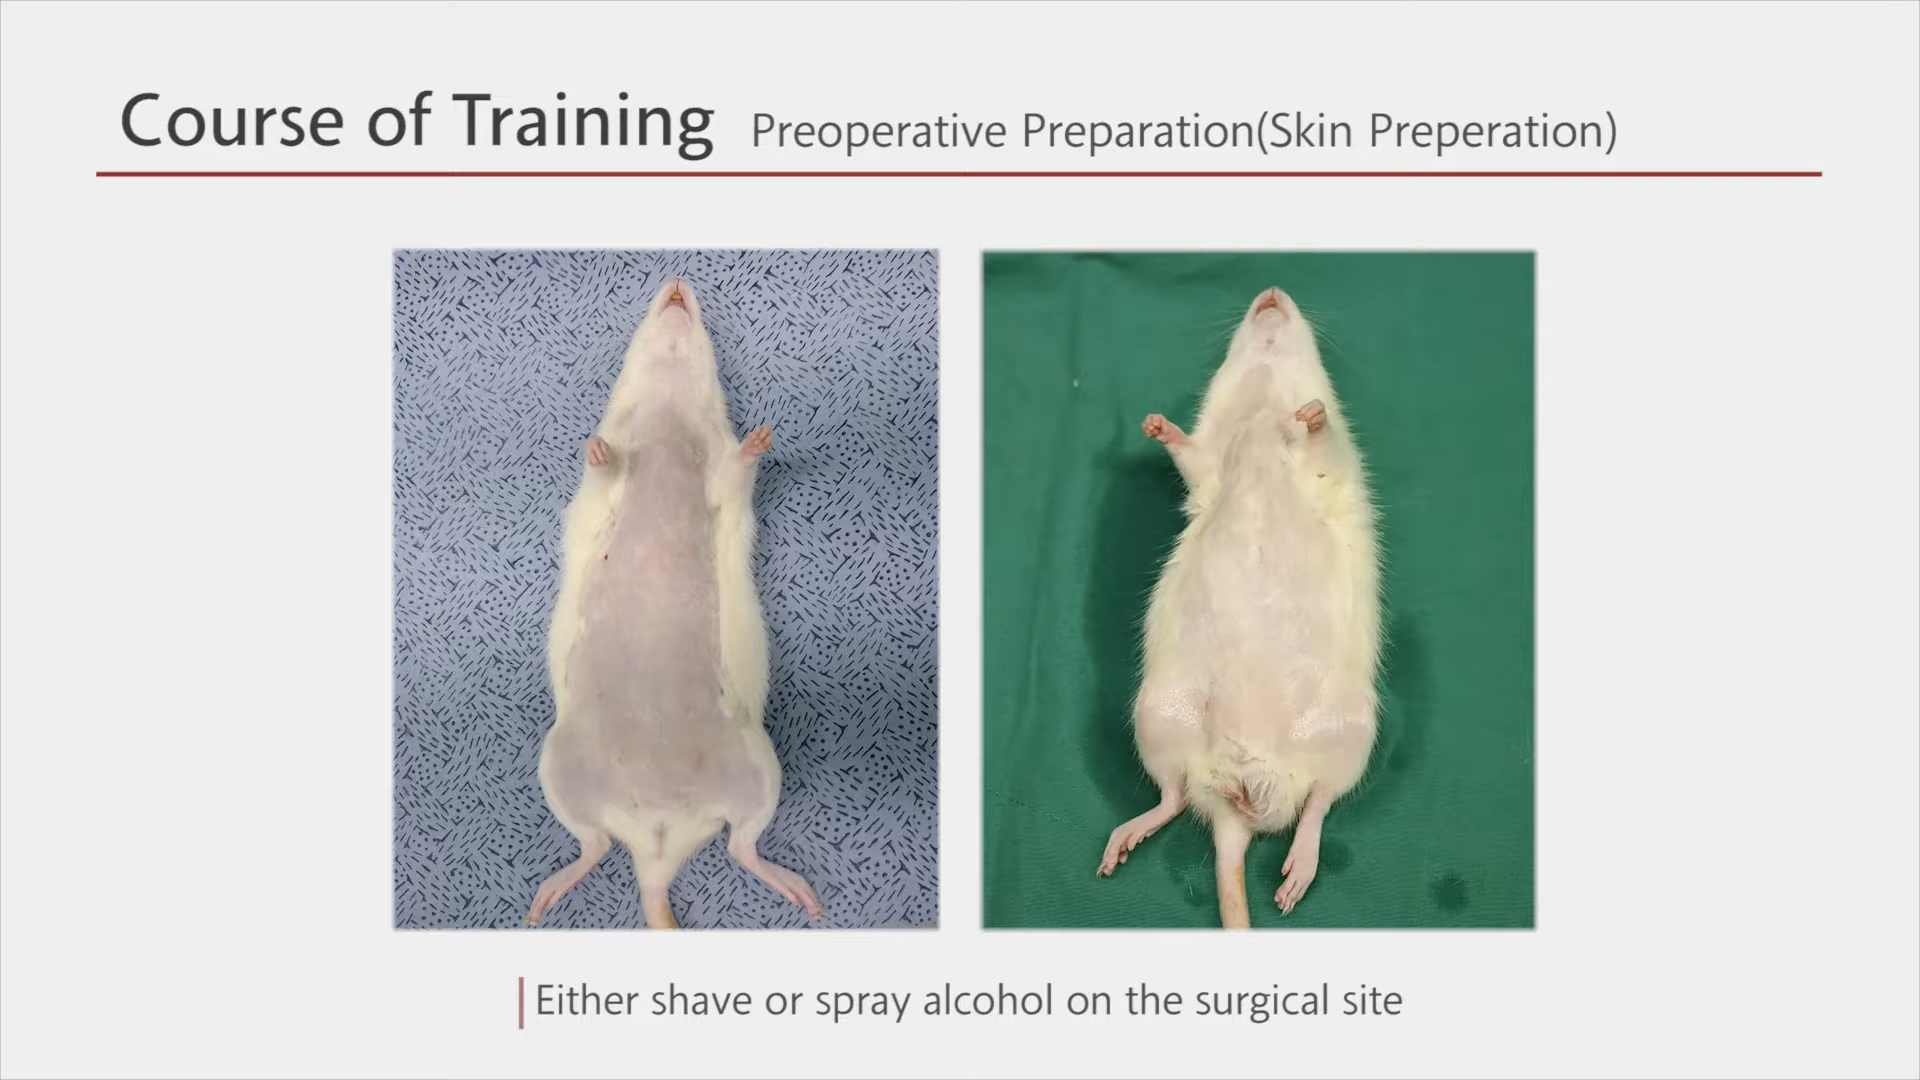 Course of Training Preoperative Preparation(Skin Preperation)
Either shave or spray alcohol on the surgical site